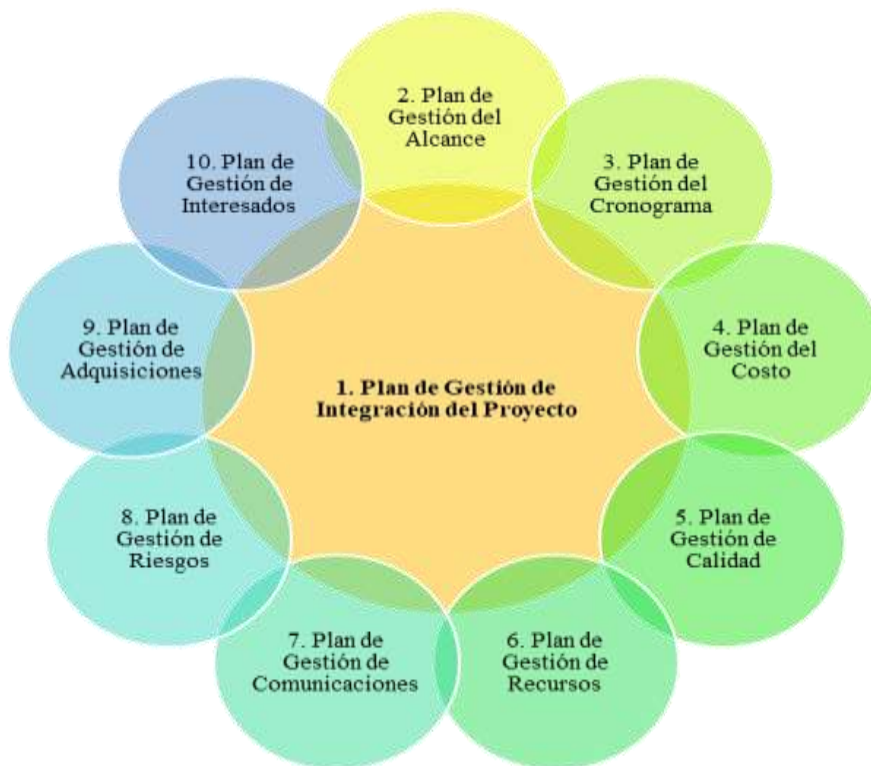 1. Plan de Gestión de
Integración del Proyecto
2. Plan de
Gestión del
Alcance
3. Plan de
Gestión del
Cronograma
4. Plan de
Gestión del
Costo
5. Plan de
Gestión de
Calidad
6. Plan de
Gestión de
Recursos
7. Plan de
Gestión de
Comunicaciones
8. Plan de
Gestión de
Riesgos
9. Plan de
Gestión de
Adquisiciones
10. Plan de
Gestión de
Interesados